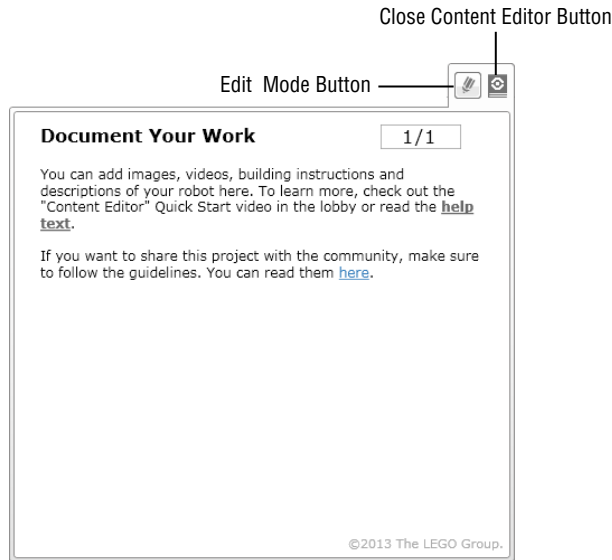 Close Content Editor Button
Edit Mode Button
Document Your Work
1/1
You can add images, videos, building instructions and
descriptions of your robot here. To learn more, check out the
"Content Editor" Quick Start video in the lobby or read the help
text.
If you want to share this project with the community, make sure
to follow the guidelines. You can read them here.
©2013 The LEGO Group.